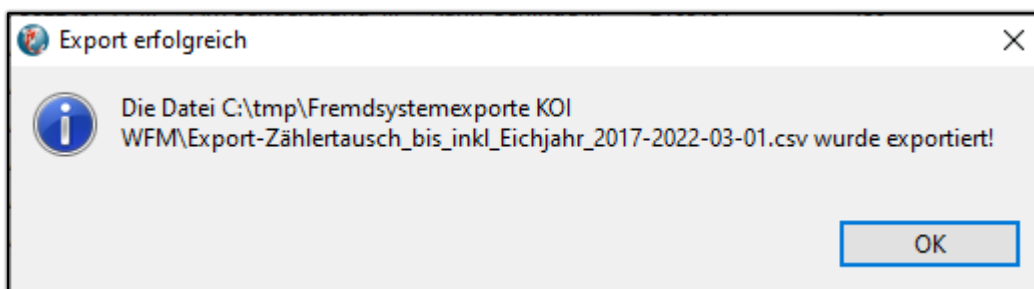 Export erfolgreich
Die Datei C:\tmp\Fremdsystemexporte KOI
WFM\Export-Zählertausch_bis_inkl_Eichjahr_2017-2022-03-01.csv wurde exportiert!
OK